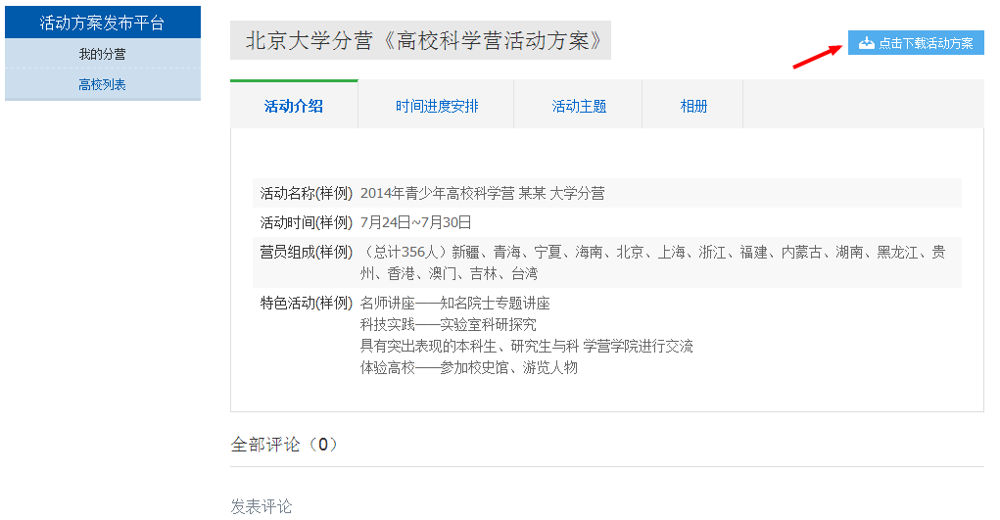 活动方案发布平台
我的分营
高校列表
北京大学分营《高校科学营活动方案》
点击下载活动方案
活动介绍
时间进度安排
活动主题
相册
活动名称(样例) 2014年青少年高校科学营 某某 大学分营
活动时间(样例) 7月24日~7月30日
营员组成(样例) （总计356人）新疆、青海、宁夏、海南、北京、上海、浙江、福建、内蒙古、湖南、黑龙江、贵
州、香港、澳门、吉林、台湾
特色活动(样例) 名师讲座——知名院士专题讲座
科技实践——实验室科研探究
具有突出表现的本科生、研究生与科 学营学院进行交流
体验高校——参加校史馆、游览人物
全部评论（0）
发表评论